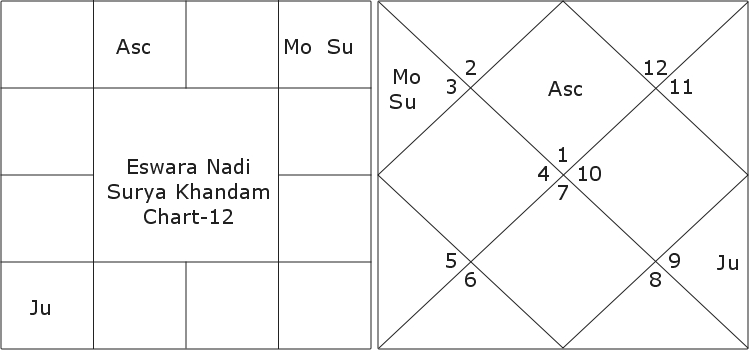 Asc
Mo Su
Eswara Nadi
Surya Khandam
Chart-12
Ju
Mo
Su
2
3
Asc
12
11
1
4 10
7
5
6
9
8
Ju